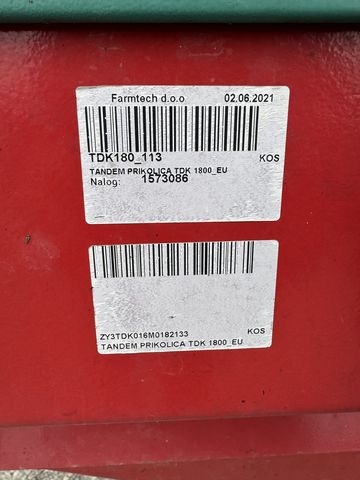 Farmtech d.o.o 02.06.2021
TDK180_113 KOS
TANDEM PRIKOLICA TDK 1800_EU
Nalog: 1573086
ZY3TDK016M0182133 KOS
TANDEM PRIKOLICA TDK 1800_EU